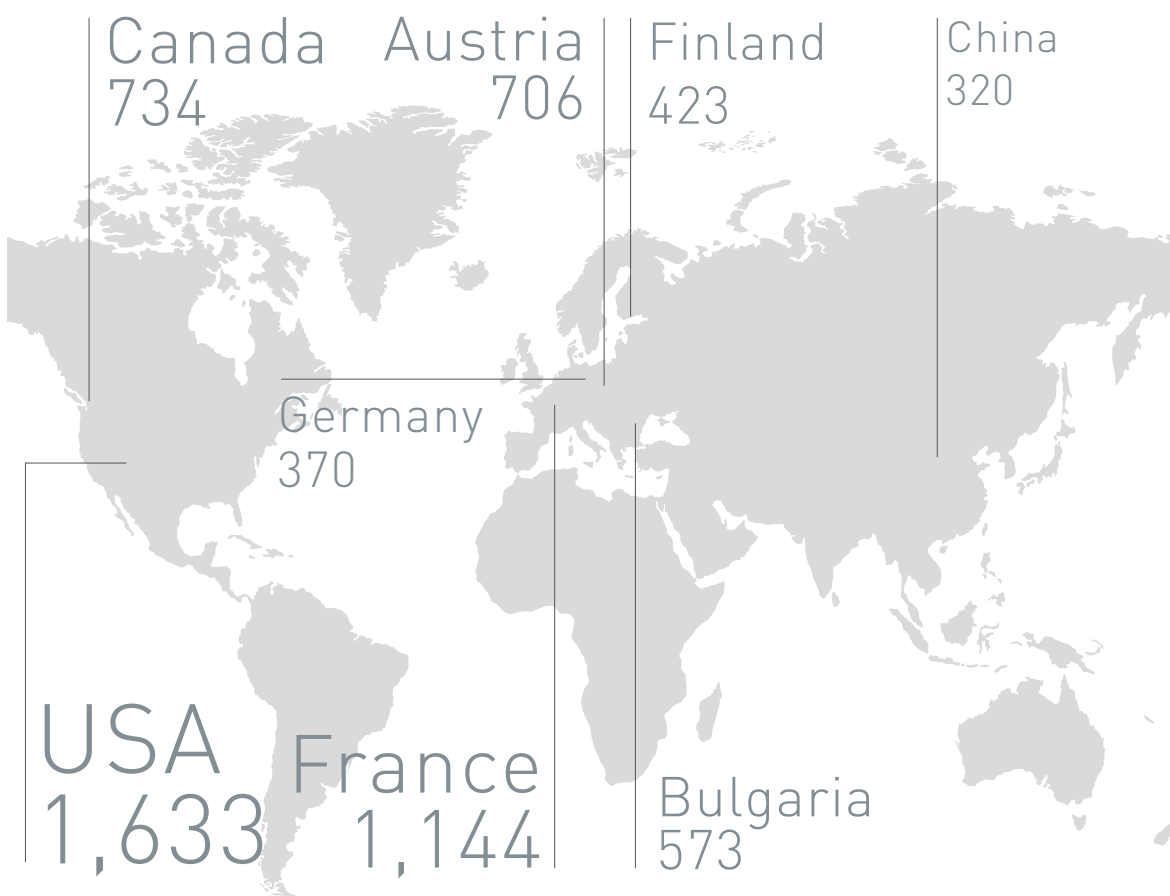 Canada
734
Austria
706
Finland
423
China
320
Germany
370
USA
1,633
France
1,144
Bulgaria
573